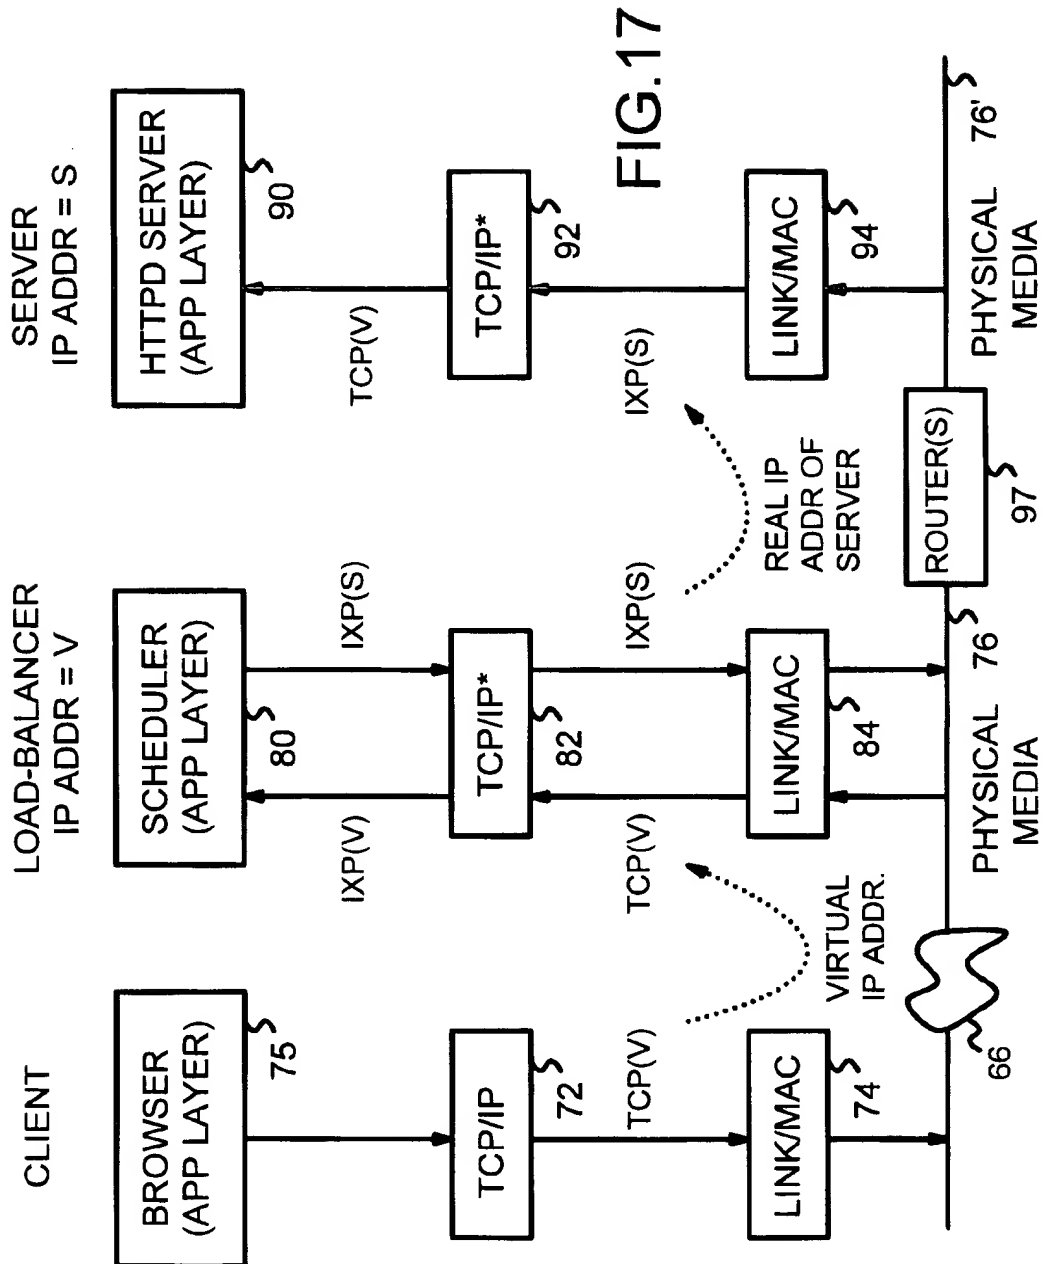 CLIENT
BROWSER
(APP LAYER)
75
TCP/IP
72
TCP(V)
LINK/MAC
74
66
VIRTUAL
IP ADDR.
LOAD-BALANCER
IP ADDR = V
SCHEDULER
(APP LAYER)
80
IXP(V)
IXP(S)
TCP/IP*
82
TCP(V)
IXP(S)
LINK/MAC
84
PHYSICAL
MEDIA
76
REAL IP
ADDR OF
SERVER
ROUTER(S)
97
SERVER
IP ADDR = S
HTTPD SERVER
(APP LAYER)
90
TCP(V)
TCP/IP*
92
IXP(S)
LINK/MAC
94
PHYSICAL
MEDIA
76'
FIG.17